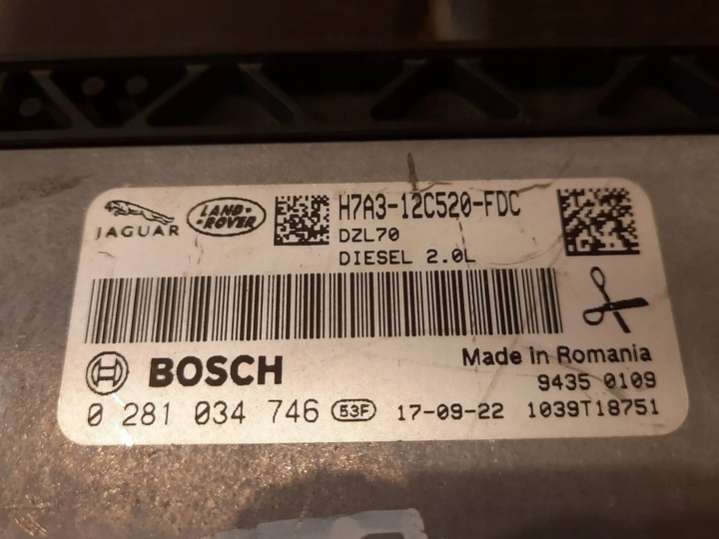 JAGUAR
LAND-
-ROVER
H7A3-12C520-FDC
DZL70
DIESEL 2.0L
BOSCH
Made in Romania
9435 0109
0 281 034 746 53F 17-09-22 1039T18751